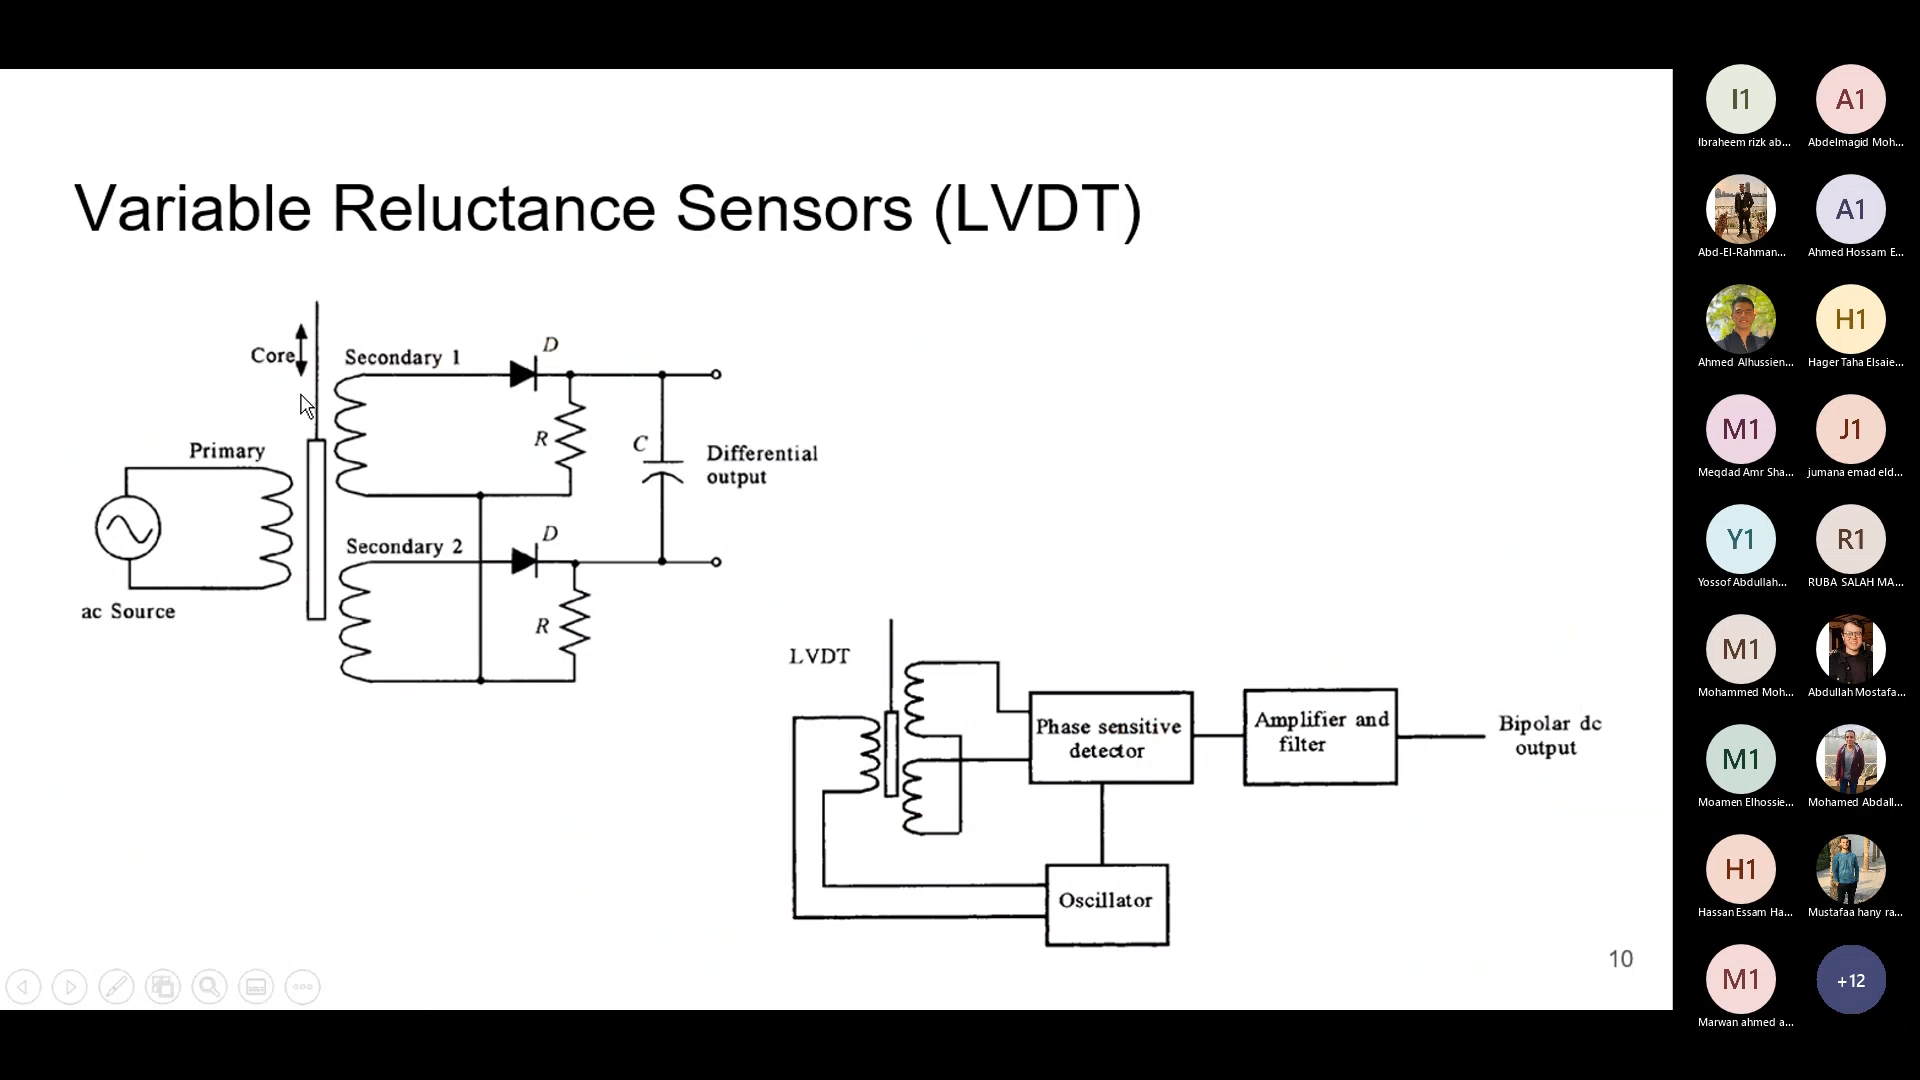 Variable Reluctance Sensors (LVDT)
Core
Secondary 1
D
R
C
Differential
output
Primary
ac Source
Secondary 2
D
R
LVDT
Phase sensitive
detector
Amplifier and
filter
Bipolar dc
output
Oscillator
10
I1
A1
Ibraheem rizk ab...
Abdelmagid Moh...
A1
Abd-El-Rahman...
Ahmed Hossam E...
H1
Ahmed Alhussien...
Hager Taha Elsaie...
M1
J1
Meqdad Amr Sha...
jumana emad eld...
Y1
R1
Yossof Abdullah...
RUBA SALAH MA...
M1
Mohammed Moh...
Abdullah Mostafa...
M1
Moamen Elhossie...
Mohamed Abdall...
H1
Hassan Essam Ha...
Mustafaa hany ra...
M1
+12
Marwan ahmed a...